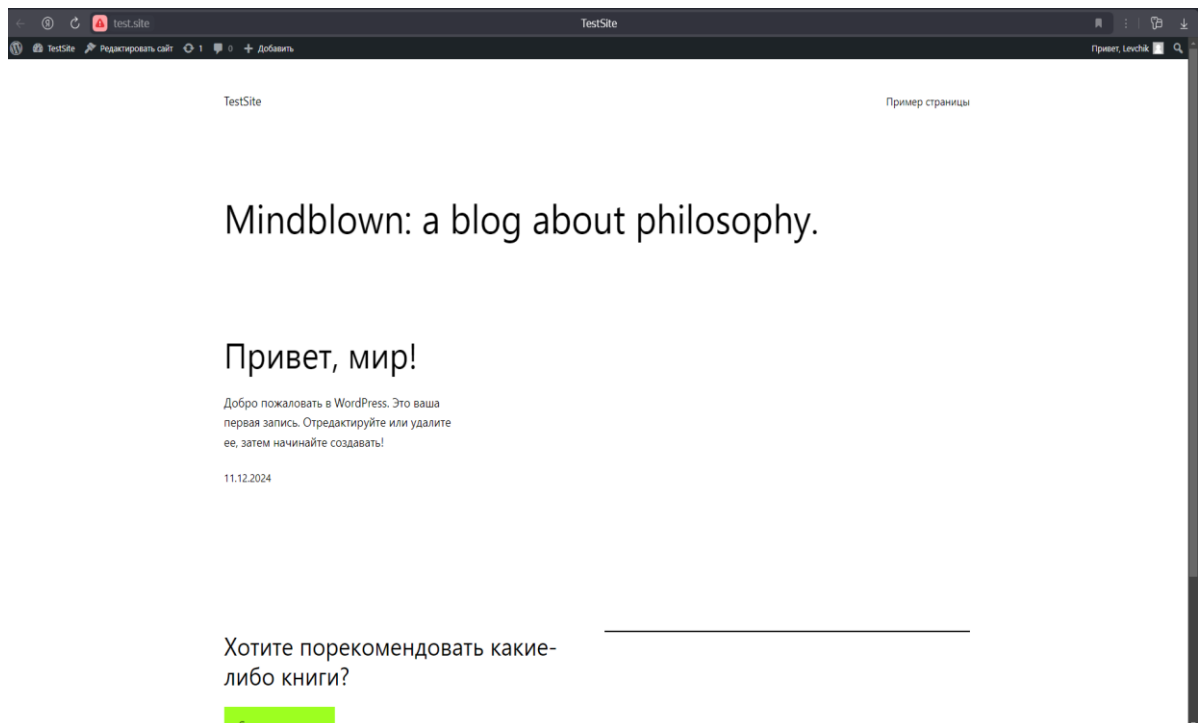 test.site TestSite
TestSite Редактировать сайт 1 0 + Добавить Привет, Levchik
TestSite Пример страницы
Mindblown: a blog about philosophy.
Привет, мир!
Добро пожаловать в WordPress. Это ваша
первая запись. Отредактируйте или удалите
ее, затем начинайте создавать!
11.12.2024
Хотите порекомендовать какие-
либо книги?